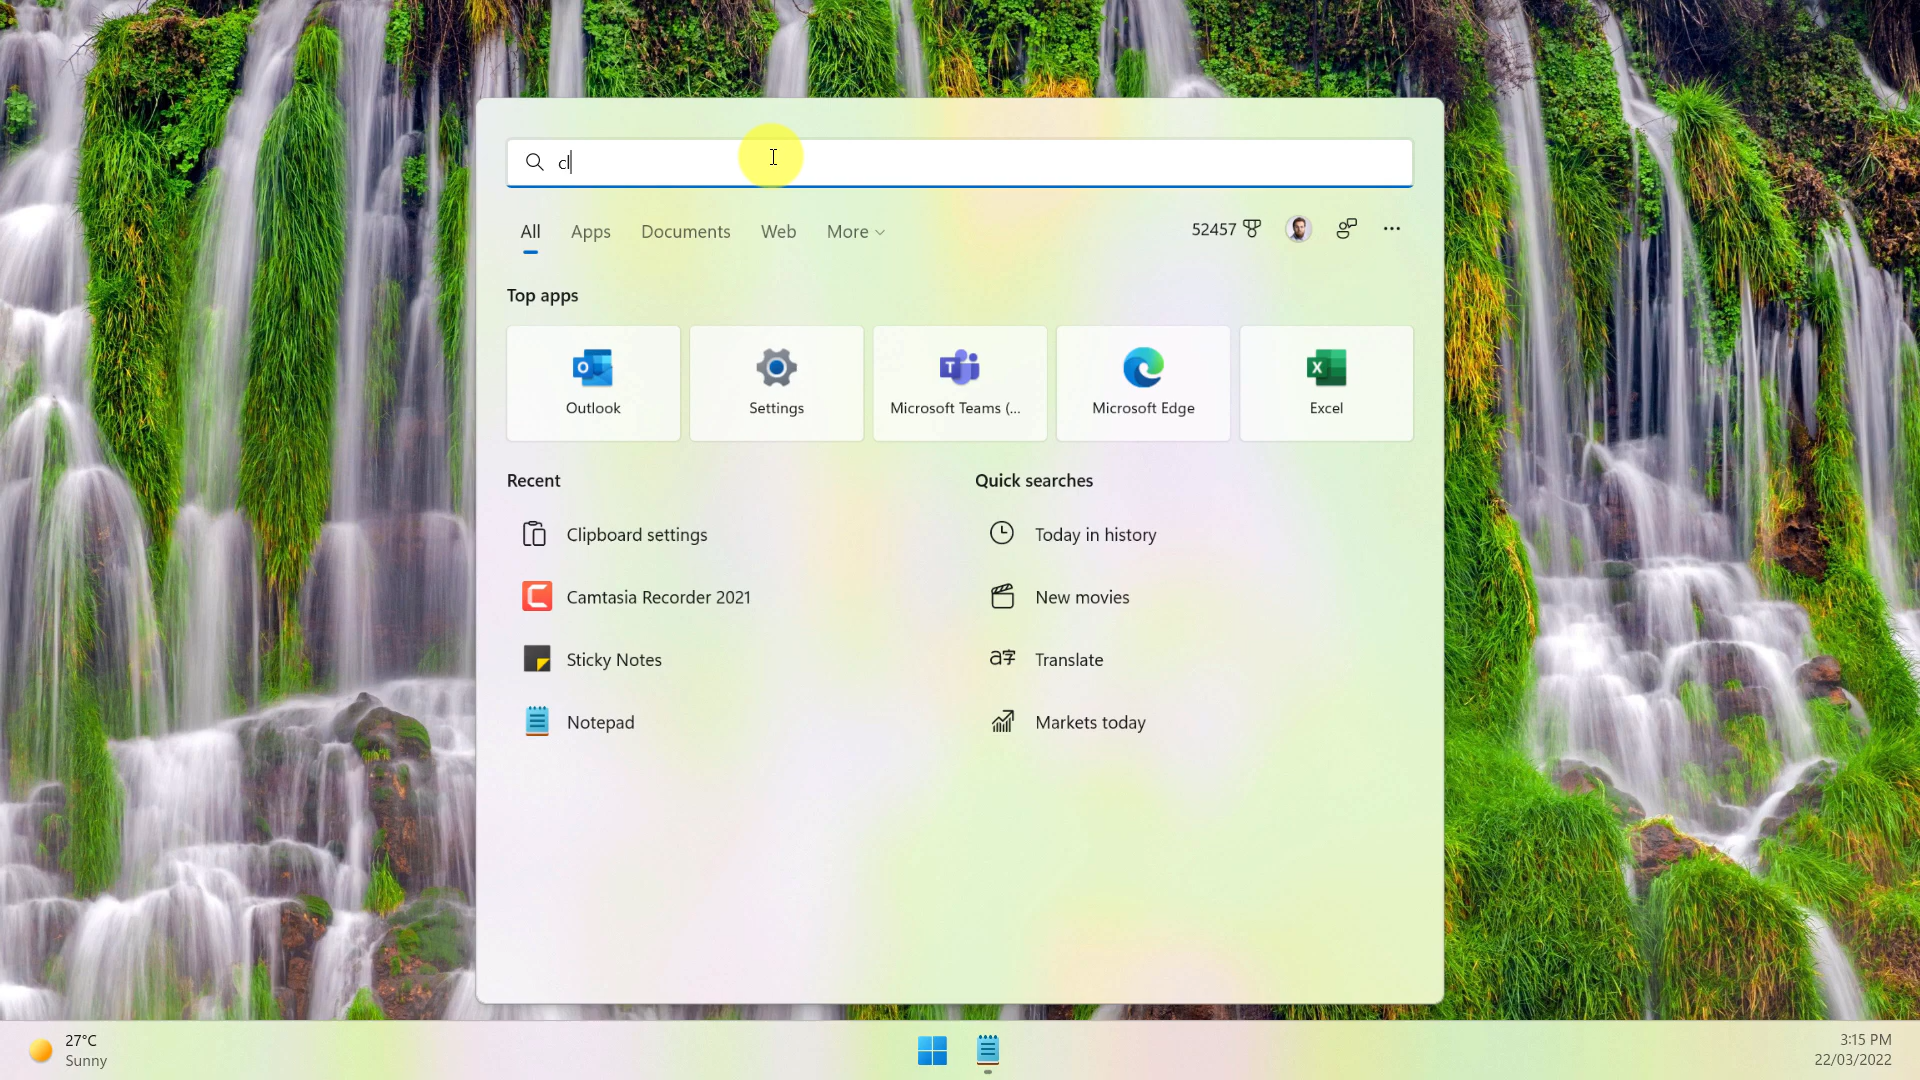 cl
All Apps Documents Web More
52457
Top apps
Outlook
Settings
Microsoft Teams (...
Microsoft Edge
Excel
Recent
Clipboard settings
Camtasia Recorder 2021
Sticky Notes
Notepad
Quick searches
Today in history
New movies
Translate
Markets today
27°C
Sunny
3:15 PM
22/03/2022